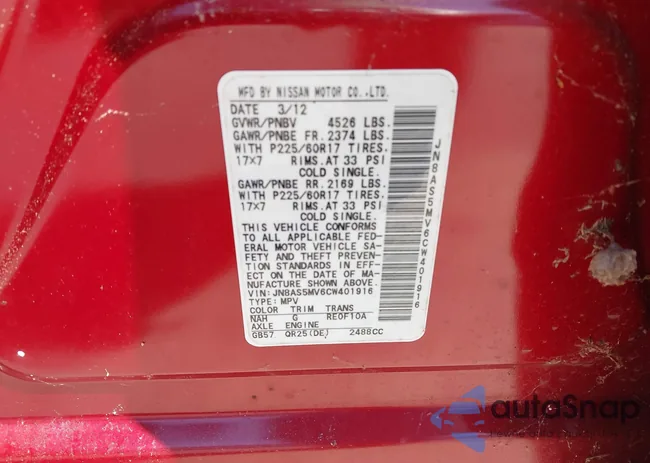 MFD BY NISSAN MOTOR CO.,LTD.
DATE 3/12
GVWR/PNBV 4526 LBS.
GAWR/PNBE FR. 2374 LBS.
WITH P225/60R17 TIRES.
17X7 RIMS. AT 33 PSI
COLD SINGLE.
GAWR/PNBE RR. 2169 LBS.
WITH P225/60R17 TIRES.
17X7 RIMS. AT 33 PSI
COLD SINGLE.
THIS VEHICLE CONFORMS
TO ALL APPLICABLE FED-
ERAL MOTOR VEHICLE SA-
FETY AND THEFT PREVEN-
TION STANDARDS IN EFF-
ECT ON THE DATE OF MA-
NUFACTURE SHOWN ABOVE.
VIN: JN8AS5MV6CW401916
TYPE: MPV
COLOR TRIM TRANS
NAH G RE0F10A
AXLE ENGINE
GB57 QR25(DE) 2488CC
JN8AS5MV6CW401916
autoSnap